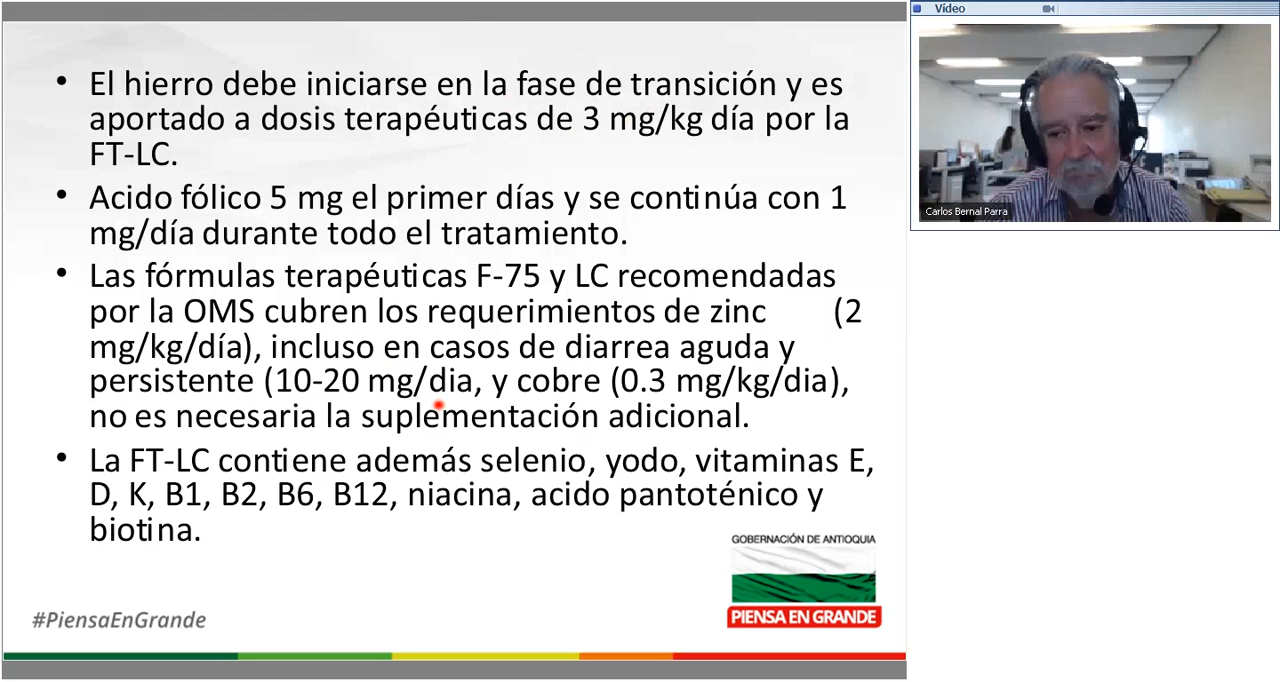 • El hierro debe iniciarse en la fase de transición y es
aportado a dosis terapéuticas de 3 mg/kg día por la
FT-LC.
• Acido fólico 5 mg el primer días y se continúa con 1
mg/día durante todo el tratamiento.
• Las fórmulas terapéuticas F-75 y LC recomendadas
por la OMS cubren los requerimientos de zinc (2
mg/kg/día), incluso en casos de diarrea aguda y
persistente (10-20 mg/dia, y cobre (0.3 mg/kg/dia),
no es necesaria la suplementación adicional.
• La FT-LC contiene además selenio, yodo, vitaminas E,
D, K, B1, B2, B6, B12, niacina, acido pantoténico y
biotina.
GOBERNACIÓN DE ANTIOQUIA
PIENSA EN GRANDE
#PiensaEnGrande
Vídeo
Carlos Bernal Parra